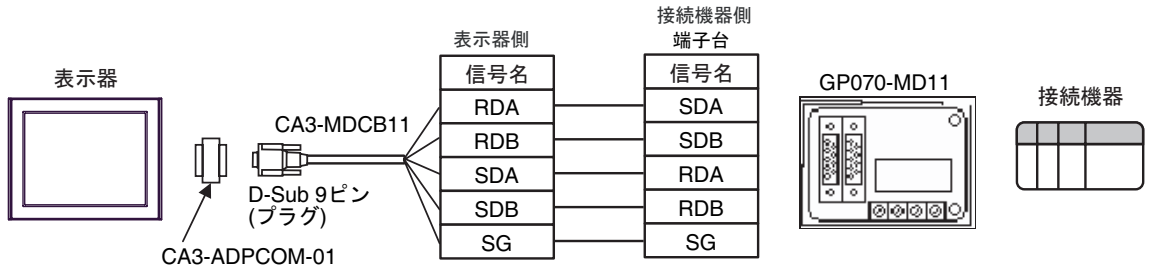 表示器
CA3-ADPCOM-01
CA3-MDCB11
D-Sub 9ピン
(プラグ)
表示器側
信号名
RDA
RDB
SDA
SDB
SG
接続機器側
端子台
信号名
SDA
SDB
RDA
RDB
SG
GP070-MD11
接続機器